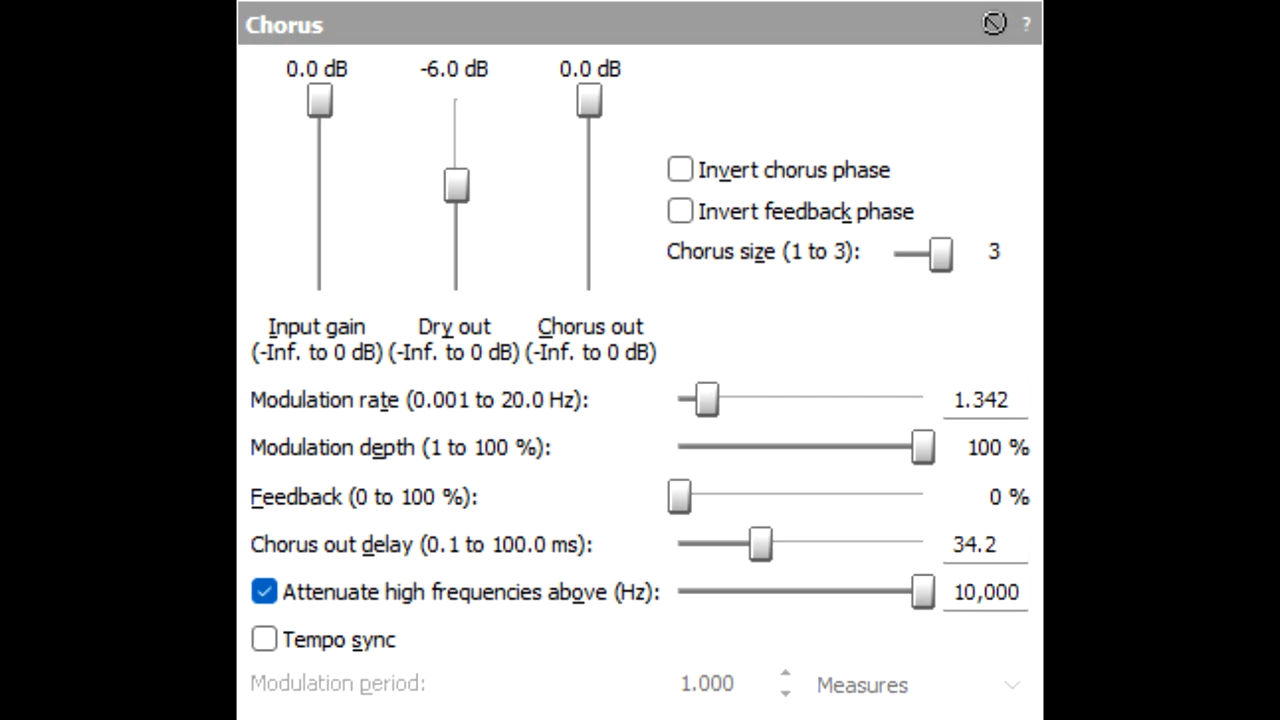 Chorus ?
0.0 dB -6.0 dB 0.0 dB
Invert chorus phase
Invert feedback phase
Chorus size (1 to 3): 3
Input gain Dry out Chorus out
(-Inf. to 0 dB) (-Inf. to 0 dB) (-Inf. to 0 dB)
Modulation rate (0.001 to 20.0 Hz): 1.342
Modulation depth (1 to 100 %): 100 %
Feedback (0 to 100 %): 0 %
Chorus out delay (0.1 to 100.0 ms): 34.2
Attenuate high frequencies above (Hz): 10,000
Tempo sync
Modulation period: 1.000 Measures